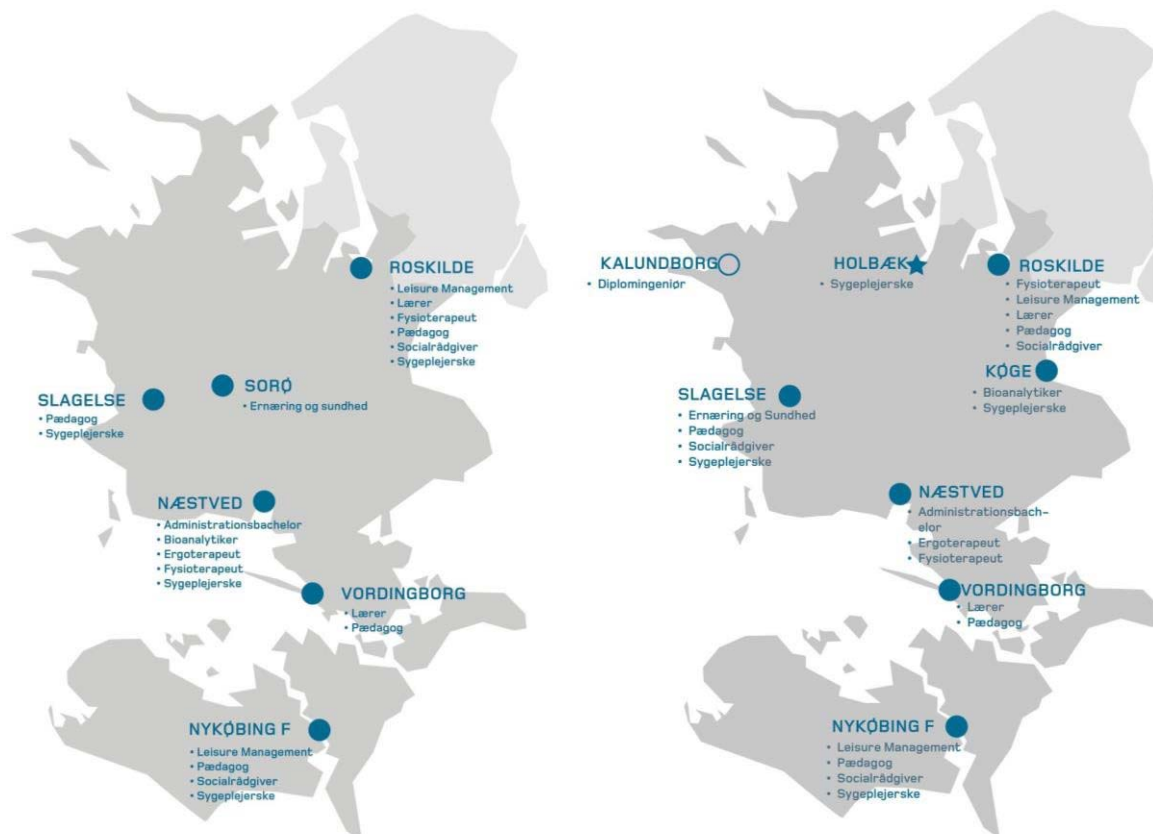 ROSKILDE
• Leisure Management
• Lærer
• Fysioterapeut
• Pædagog
• Socialrådgiver
• Sygeplejerske
SORØ
• Ernæring og sundhed
SLAGELSE
• Pædagog
• Sygeplejerske
NÆSTVED
• Administrationsbachelor
• Bioanalytiker
• Ergoterapeut
• Fysioterapeut
• Sygeplejerske
VORDINGBORG
• Lærer
• Pædagog
NYKØBING F
• Leisure Management
• Pædagog
• Socialrådgiver
• Sygeplejerske
KALUNDBORG
• Diplomingeniør
HOLBÆK
• Sygeplejerske
ROSKILDE
• Fysioterapeut
• Leisure Management
• Lærer
• Pædagog
• Socialrådgiver
KØGE
• Bioanalytiker
• Sygeplejerske
SLAGELSE
• Ernæring og Sundhed
• Pædagog
• Socialrådgiver
• Sygeplejerske
NÆSTVED
• Administrationsbach-
elor
• Ergoterapeut
• Fysioterapeut
VORDINGBORG
• Lærer
• Pædagog
NYKØBING F
• Leisure Management
• Pædagog
• Socialrådgiver
• Sygeplejerske